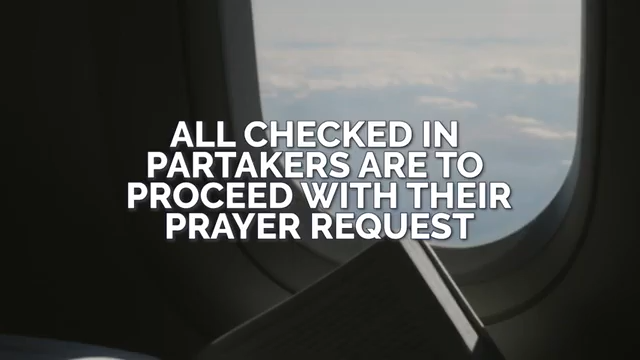 ALL CHECKED IN
PARTAKERS ARE TO
PROCEED WITH THEIR
PRAYER REQUEST